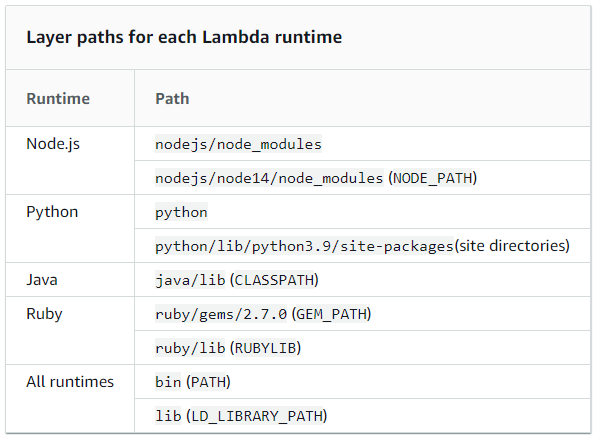 Layer paths for each Lambda runtime
Runtime Path
Node.js nodejs/node_modules
nodejs/node14/node_modules (NODE_PATH)
Python python
python/lib/python3.9/site-packages(site directories)
Java java/lib (CLASSPATH)
Ruby ruby/gems/2.7.0 (GEM_PATH)
ruby/lib (RUBYLIB)
All runtimes bin (PATH)
lib (LD_LIBRARY_PATH)